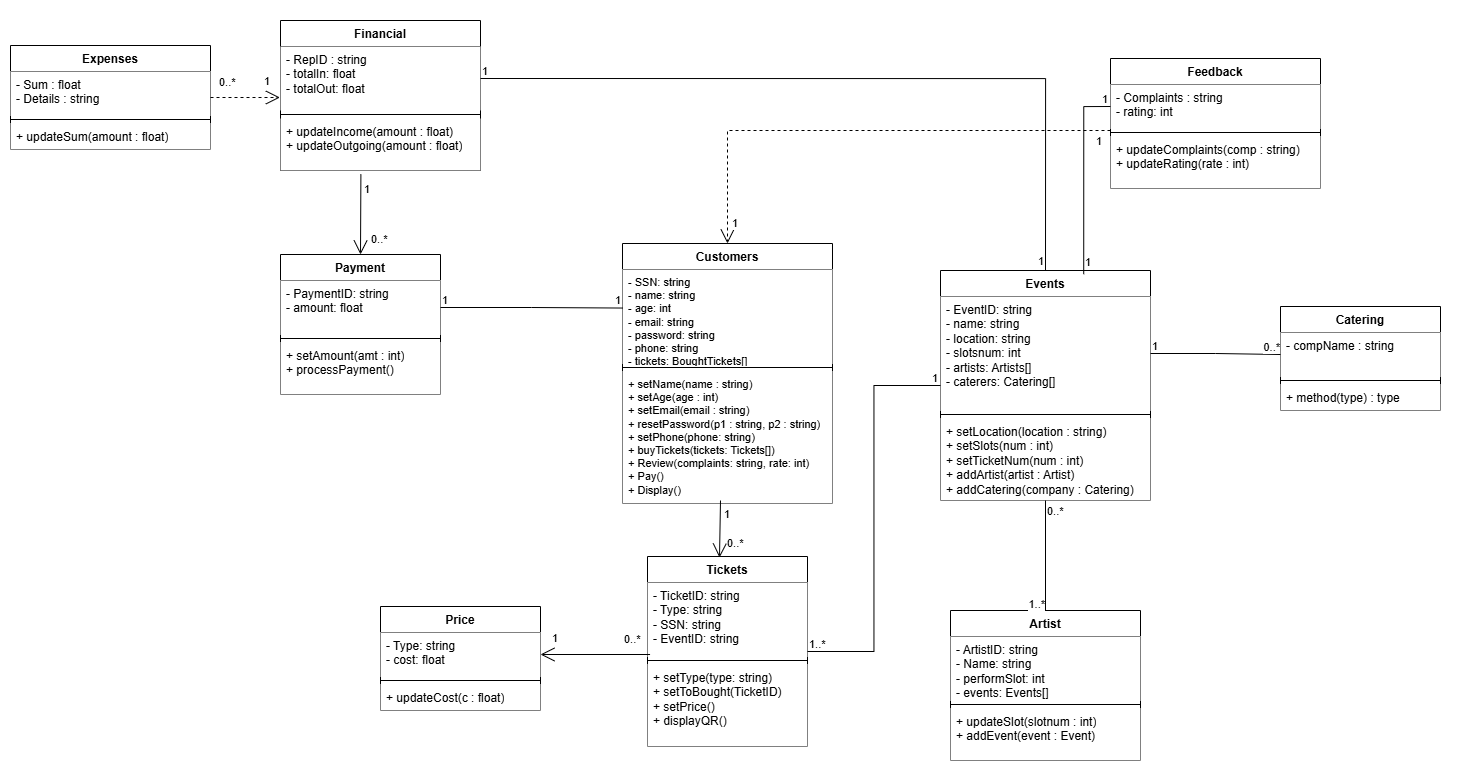 Expenses
- Sum : float
- Details : string
+ updateSum(amount : float)
0..*
1
Financial
- RepID : string
- totalIn: float
- totalOut: float
+ updateIncome(amount : float)
+ updateOutgoing(amount : float)
1
1
0..*
Feedback
- Complaints : string
- rating: int
+ updateComplaints(comp : string)
+ updateRating(rate : int)
1
1
1
1
1
Payment
- PaymentID: string
- amount: float
+ setAmount(amt : int)
+ processPayment()
1
1
Customers
- SSN: string
- name: string
- age: int
- email: string
- password: string
- phone: string
- tickets: BoughtTickets[]
+ setName(name : string)
+ setAge(age : int)
+ setEmail(email : string)
+ resetPassword(p1 : string, p2 : string)
+ setPhone(phone: string)
+ buyTickets(tickets: Tickets[])
+ Review(complaints: string, rate: int)
+ Pay()
+ Display()
1
0..*
Events
- EventID: string
- name: string
- location: string
- slotsnum: int
- artists: Artists[]
- caterers: Catering[]
+ setLocation(location : string)
+ setSlots(num : int)
+ setTicketNum(num : int)
+ addArtist(artist : Artist)
+ addCatering(company : Catering)
1
1
0..*
Catering
- compName : string
+ method(type) : type
0..*
1..*
Tickets
- TicketID: string
- Type: string
- SSN: string
- EventID: string
+ setType(type: string)
+ setToBought(TicketID)
+ setPrice()
+ displayQR()
1..*
0..*
1
Price
- Type: string
- cost: float
+ updateCost(c : float)
Artist
- ArtistID: string
- Name: string
- performSlot: int
- events: Events[]
+ updateSlot(slotnum : int)
+ addEvent(event : Event)